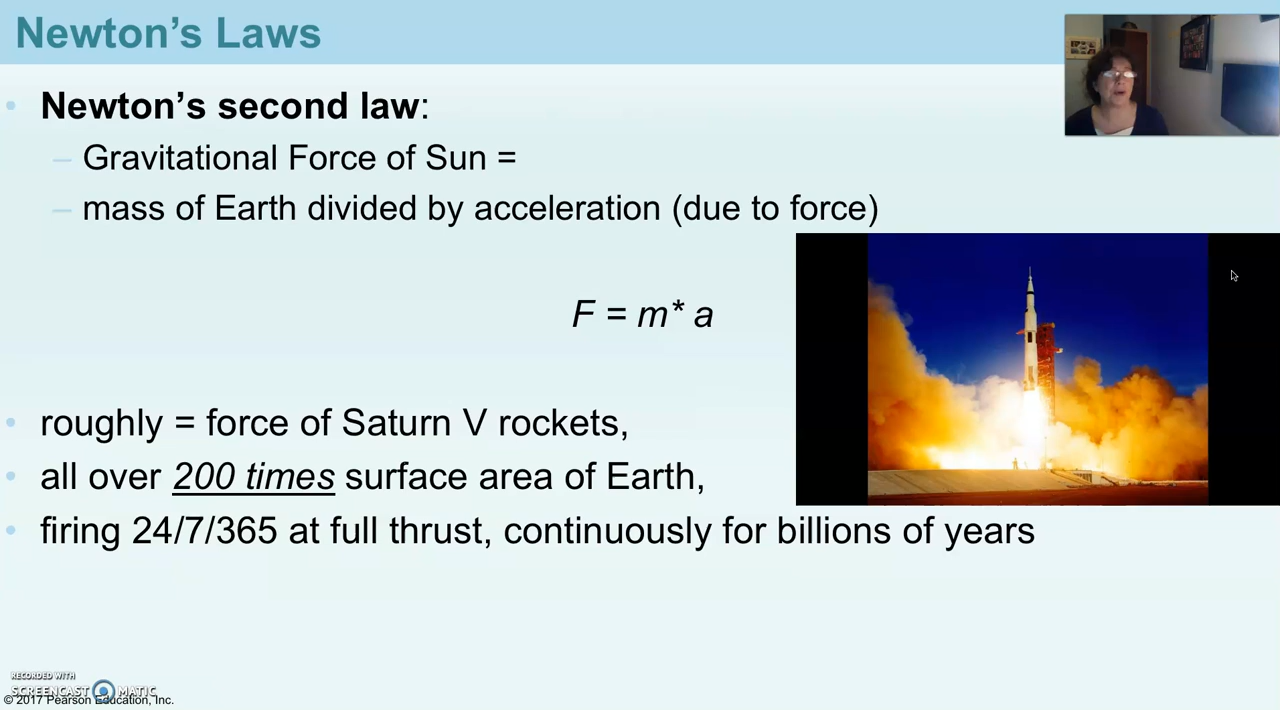 Newton’s Laws
• Newton’s second law:
– Gravitational Force of Sun =
– mass of Earth divided by acceleration (due to force)
F = m* a
• roughly = force of Saturn V rockets,
• all over 200 times surface area of Earth,
• firing 24/7/365 at full thrust, continuously for billions of years
RECORDED WITH
SCREENCAST MATIC
© 2017 Pearson Education, Inc.